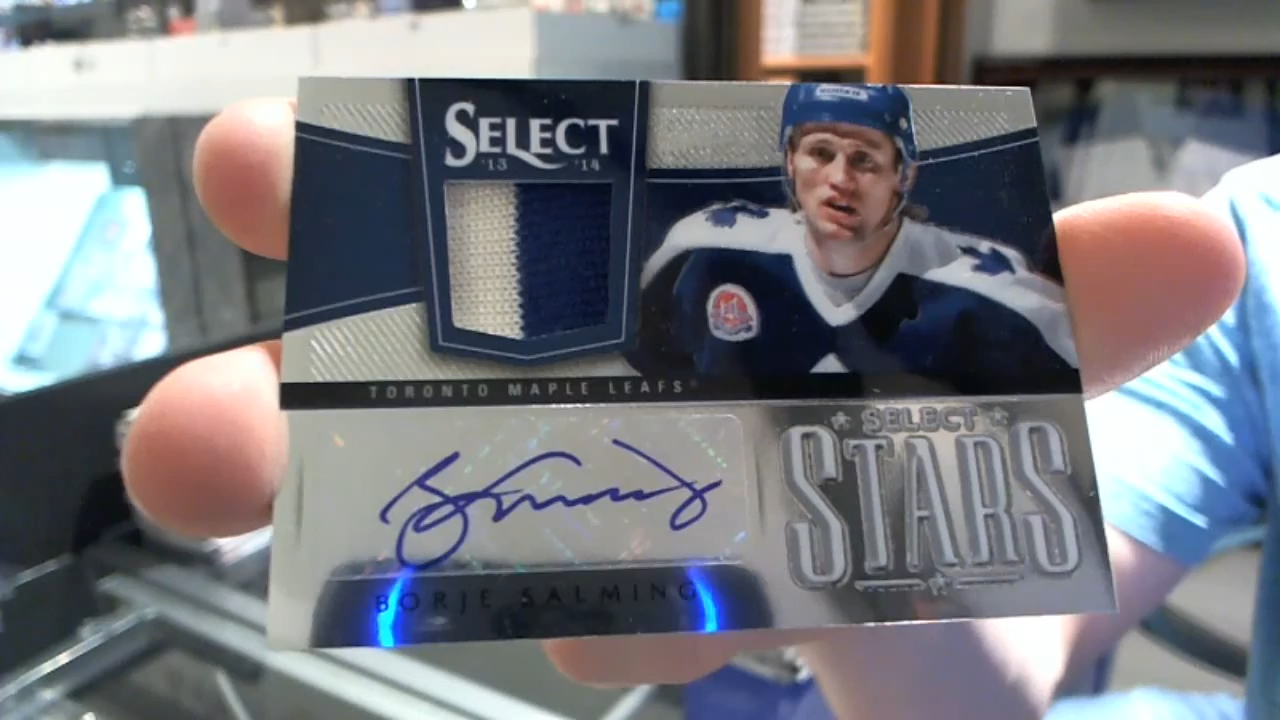 SELECT
'13 '14
TORONTO MAPLE LEAFS®
SELECT
STARS
BORJE SALMING